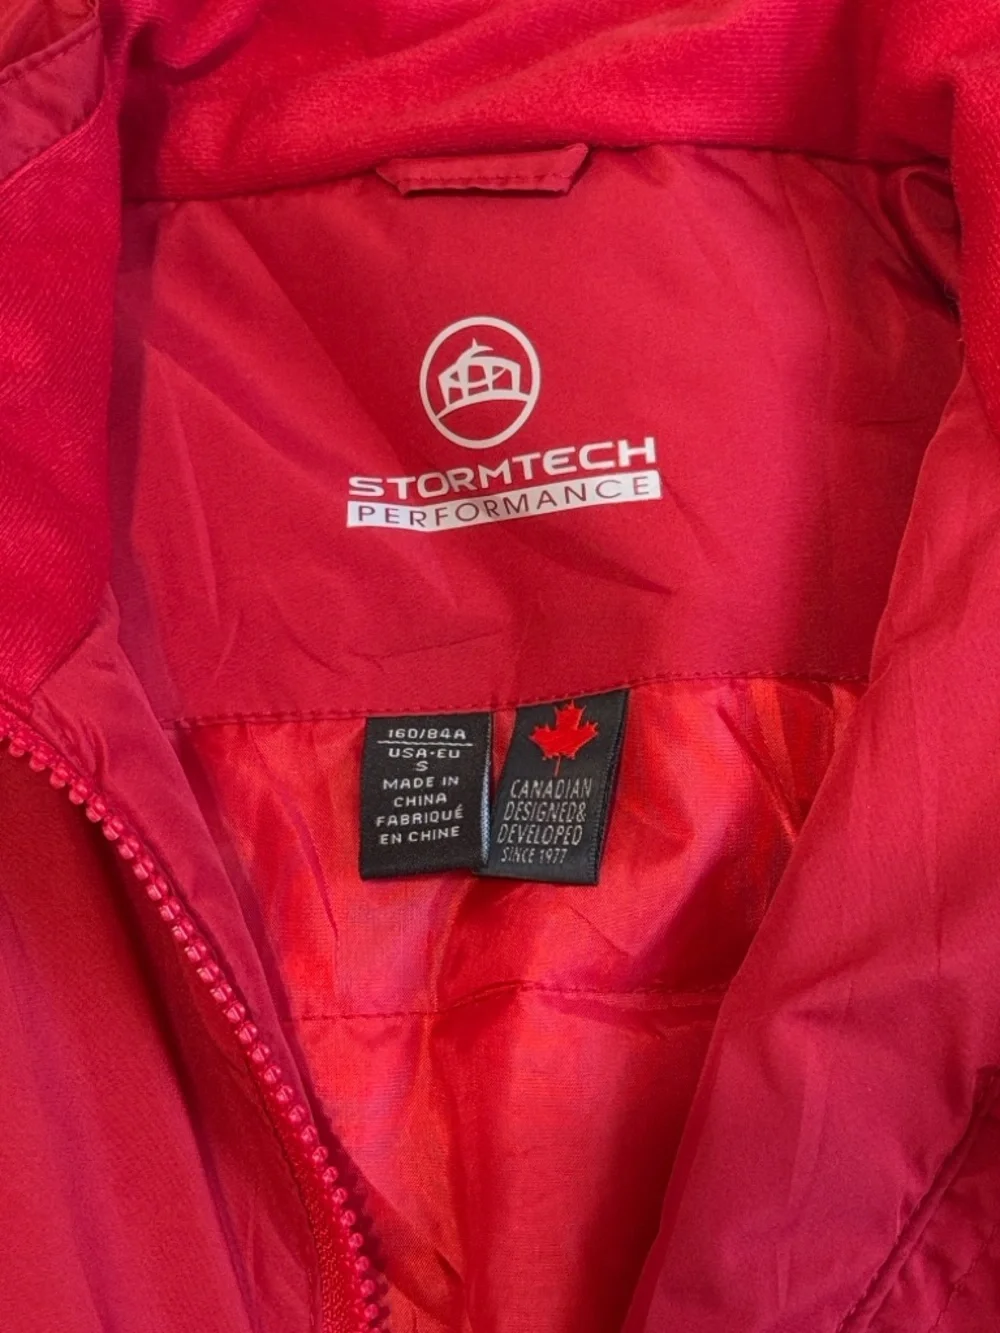 STORMTECH
PERFORMANCE
160/84A
USA-EU
S
MADE IN
CHINA
FABRIQUÉ
EN CHINE
CANADIAN
DESIGNED&
DEVELOPED
SINCE 1977